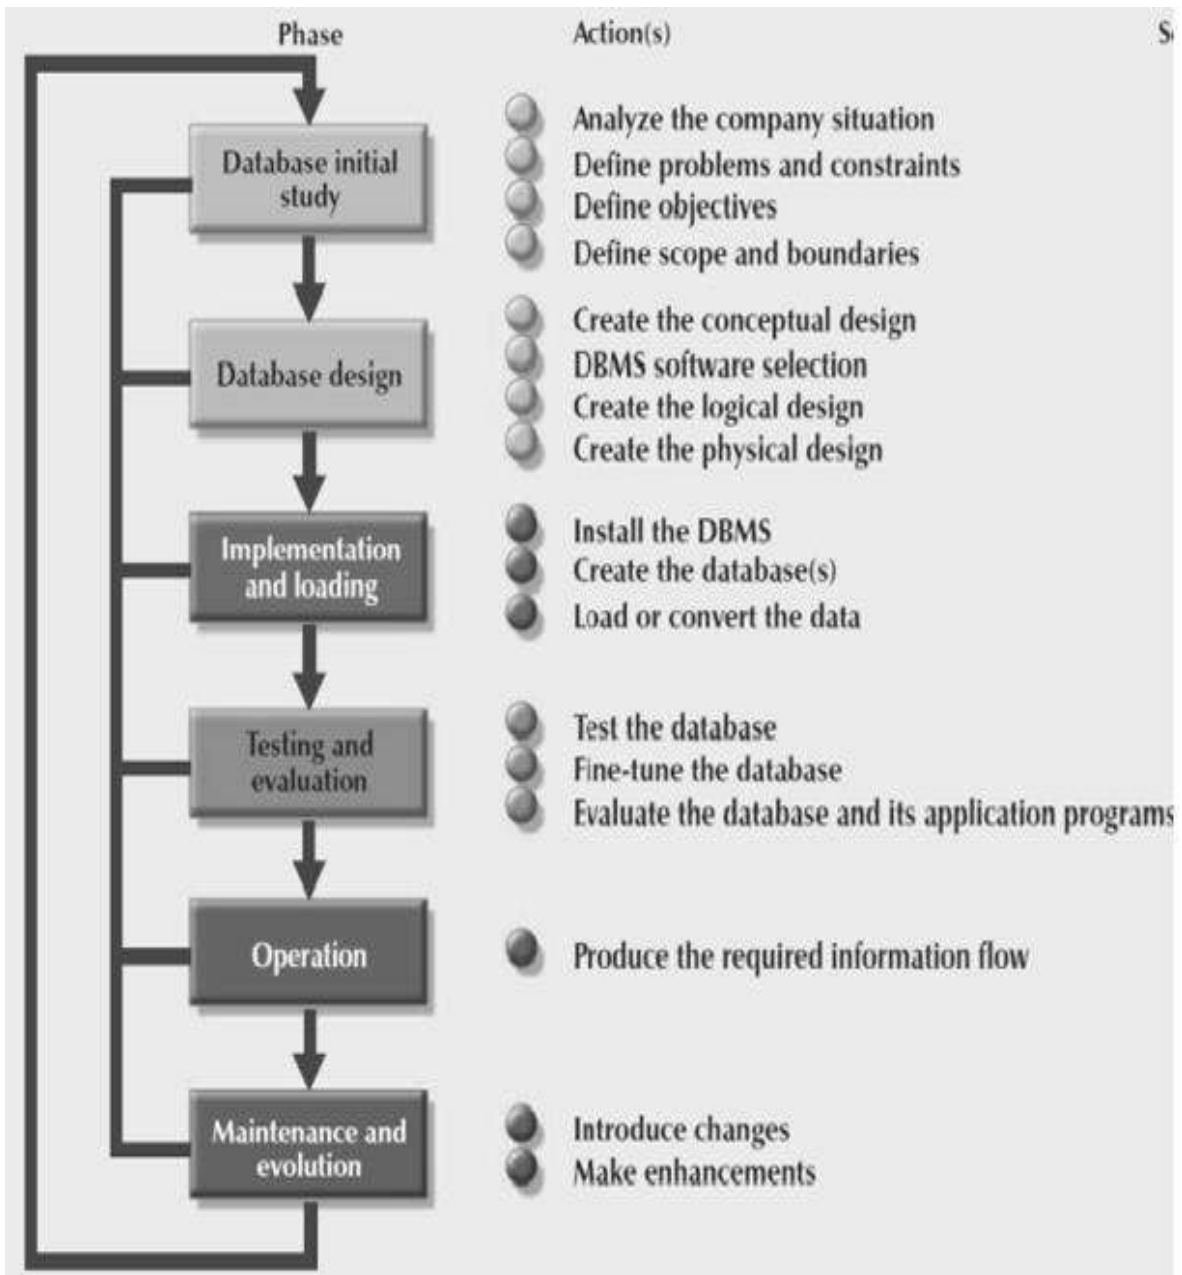 Phase
Action(s)
Database initial
study
Analyze the company situation
Define problems and constraints
Define objectives
Define scope and boundaries
Database design
Create the conceptual design
DBMS software selection
Create the logical design
Create the physical design
Implementation
and loading
Install the DBMS
Create the database(s)
Load or convert the data
Testing and
evaluation
Test the database
Fine-tune the database
Evaluate the database and its application programs
Operation
Produce the required information flow
Maintenance and
evolution
Introduce changes
Make enhancements